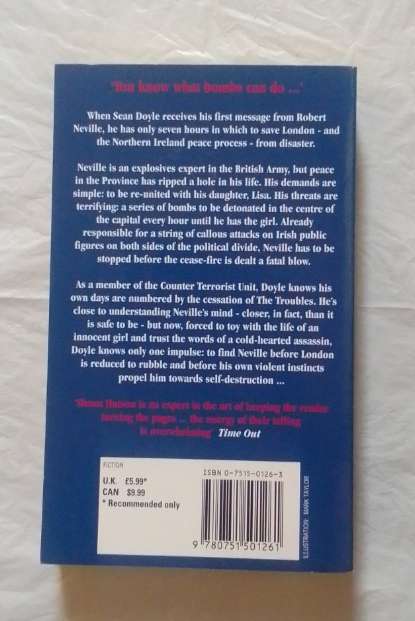 'You know what bombs can do ...'
When Sean Doyle receives his first message from Robert
Neville, he has only seven hours in which to save London - and
the Northern Ireland peace process - from disaster.
Neville is an explosives expert in the British Army, but peace
in the Province has ripped a hole in his life. His demands are
simple: to be re-united with his daughter, Lisa. His threats are
terrifying: a series of bombs to be detonated in the centre of
the capital every hour until he has the girl. Already
responsible for a string of callous attacks on Irish public
figures on both sides of the political divide, Neville has to be
stopped before the cease-fire is dealt a fatal blow.
As a member of the Counter Terrorist Unit, Doyle knows his
own days are numbered by the cessation of The Troubles. He's
close to understanding Neville's mind - closer, in fact, than it
is safe to be - but now, forced to toy with the life of an
innocent girl and trust the words of a cold-hearted assassin,
Doyle knows only one impulse: to find Neville before London
is reduced to rubble and before his own violent instincts
propel him towards self-destruction ...
'Shaun Hutson is an expert in the art of keeping the reader
turning the pages ... the energy of their telling
is overwhelming' Time Out
FICTION
U.K. £5.99*
CAN $9.99
* Recommended only
ISBN 0-7515-0126-3
9 780751 501261
ILLUSTRATION: MARK TAYLOR